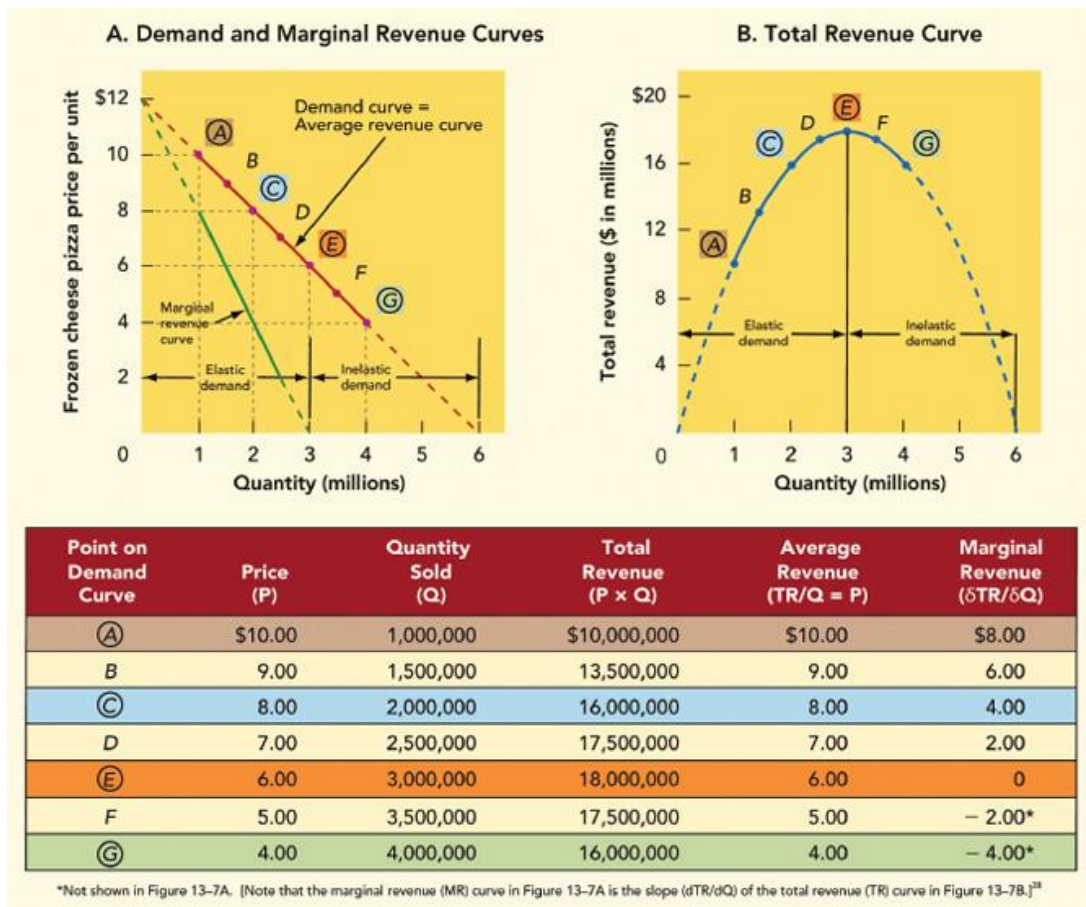 A. Demand and Marginal Revenue Curves
Frozen cheese pizza price per unit
$12
10
8
6
4
2
0
1 2 3 4 5 6
Quantity (millions)
Demand curve =
Average revenue curve
A
B
C
D
E
F
G
Marginal
revenue
curve
Elastic
demand
Inelastic
demand
B. Total Revenue Curve
Total revenue ($ in millions)
$20
16
12
8
4
0
1 2 3 4 5 6
Quantity (millions)
A
B
C
D
E
F
G
Elastic
demand
Inelastic
demand
Point on
Demand
Curve
Price
(P)
Quantity
Sold
(Q)
Total
Revenue
(P x Q)
Average
Revenue
(TR/Q = P)
Marginal
Revenue
(δTR/δQ)
A $10.00 1,000,000 $10,000,000 $10.00 $8.00
B 9.00 1,500,000 13,500,000 9.00 6.00
C 8.00 2,000,000 16,000,000 8.00 4.00
D 7.00 2,500,000 17,500,000 7.00 2.00
E 6.00 3,000,000 18,000,000 6.00 0
F 5.00 3,500,000 17,500,000 5.00 – 2.00*
G 4.00 4,000,000 16,000,000 4.00 – 4.00*
*Not shown in Figure 13–7A. [Note that the marginal revenue (MR) curve in Figure 13–7A is the slope (dTR/dQ) of the total revenue (TR) curve in Figure 13–7B.]